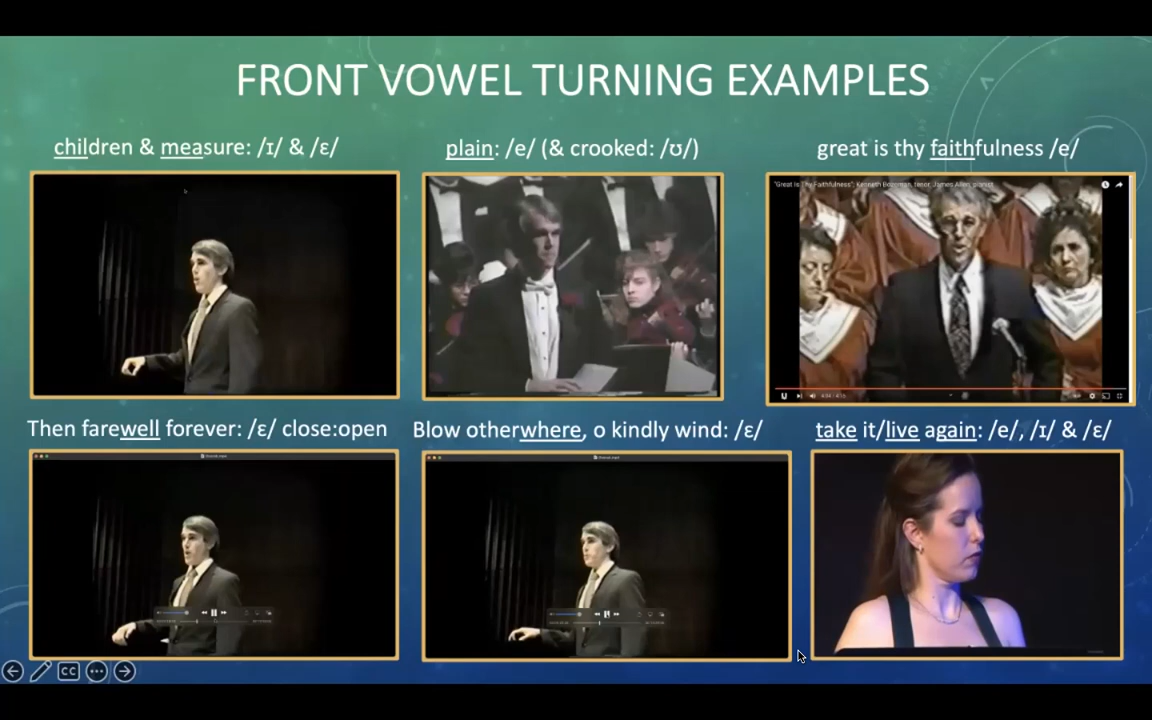 FRONT VOWEL TURNING EXAMPLES
children & measure: /ɪ/ & /ɛ/
plain: /e/ (& crooked: /ʊ/)
great is thy faithfulness /e/
"Great Is Thy Faithfulness"; Kenneth Bozeman, tenor; James Allen, pianist
Then farewell forever: /ɛ/ close:open
Blow otherwhere, o kindly wind: /ɛ/
take it/live again: /e/, /ɪ/ & /ɛ/
CC